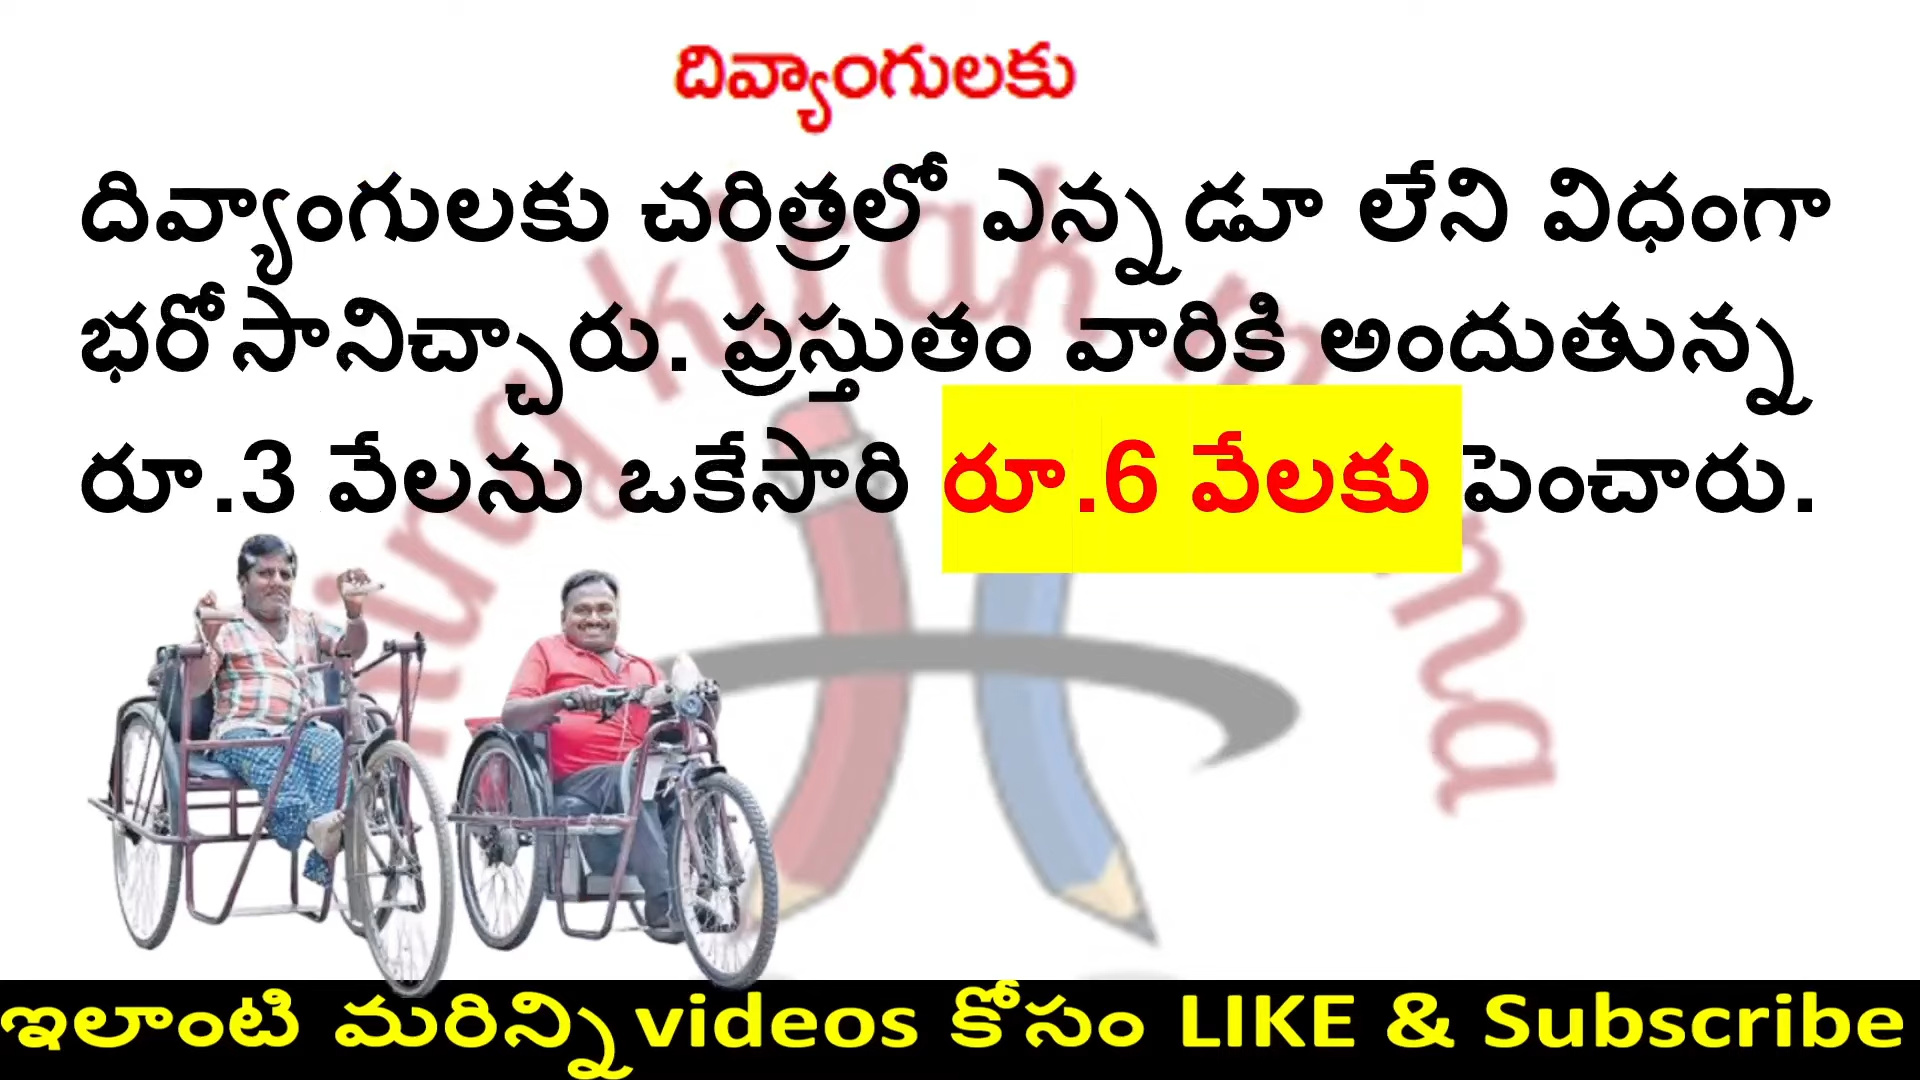 దివ్యాంగులకు
దివ్యాంగులకు చరిత్రలో ఎన్నడూ లేని విధంగా
భరోసానిచ్చారు. ప్రస్తుతం వారికి అందుతున్న
రూ.3 వేలను ఒకేసారి రూ.6 వేలకు పెంచారు.
ఇలాంటి మరిన్ని videos కోసం LIKE & Subscribe